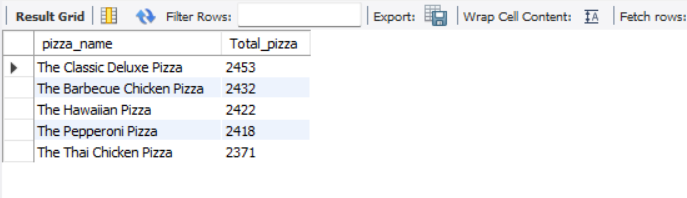 Result Grid Filter Rows: Export: Wrap Cell Content: Fetch rows:
pizza_name Total_pizza
The Classic Deluxe Pizza 2453
The Barbecue Chicken Pizza 2432
The Hawaiian Pizza 2422
The Pepperoni Pizza 2418
The Thai Chicken Pizza 2371